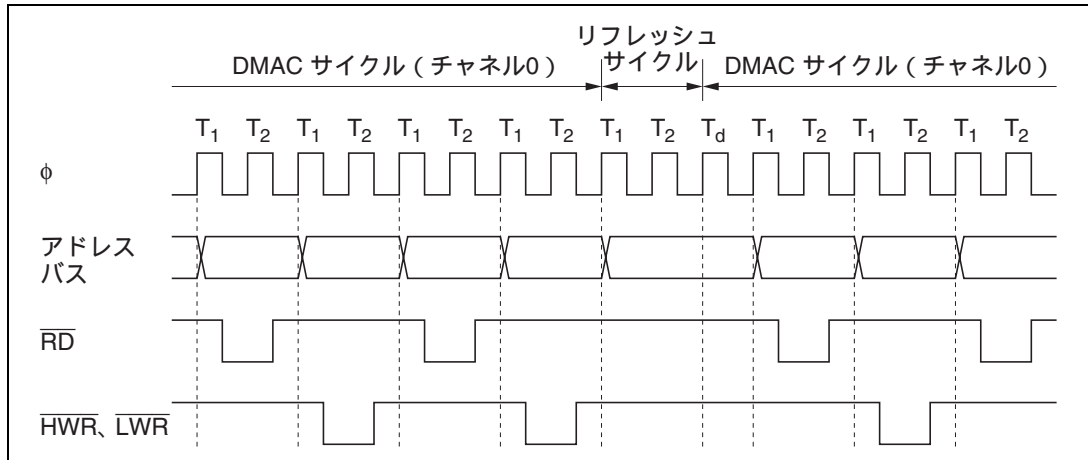 リフレッシュ
サイクル
DMAC サイクル(チャネル0) DMAC サイクル(チャネル0)
T1 T2 T1 T2 T1 T2 T1 T2 T1 T2 Td T1 T2 T1 T2 T1 T2
φ
アドレス
バス
RD
HWR、LWR